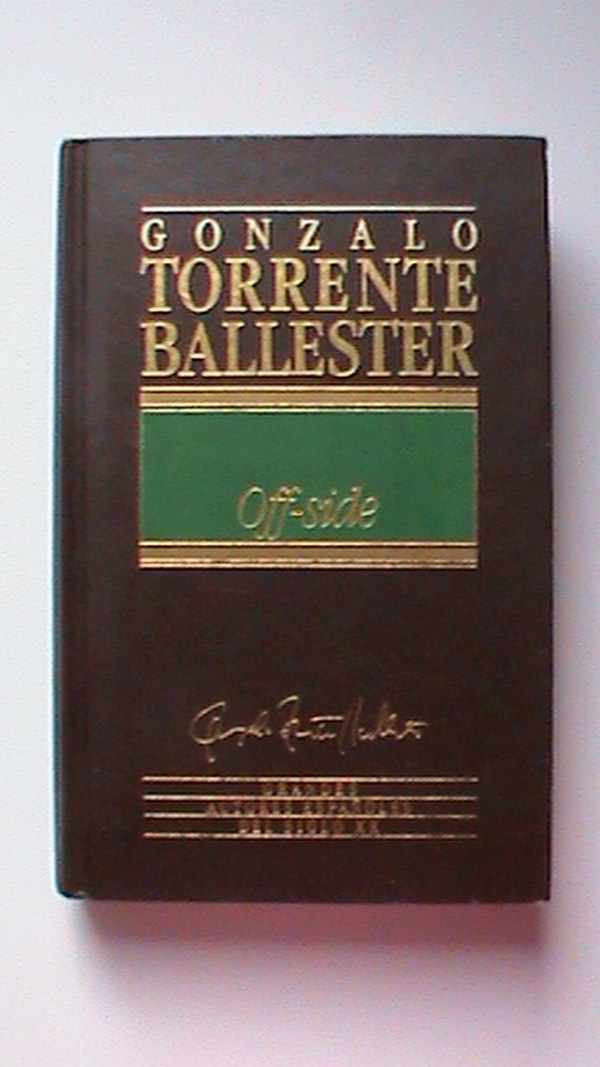 GONZALO
TORRENTE
BALLESTER
Off-side
GRANDES
AUTORES ESPAÑOLES
DEL SIGLO XX